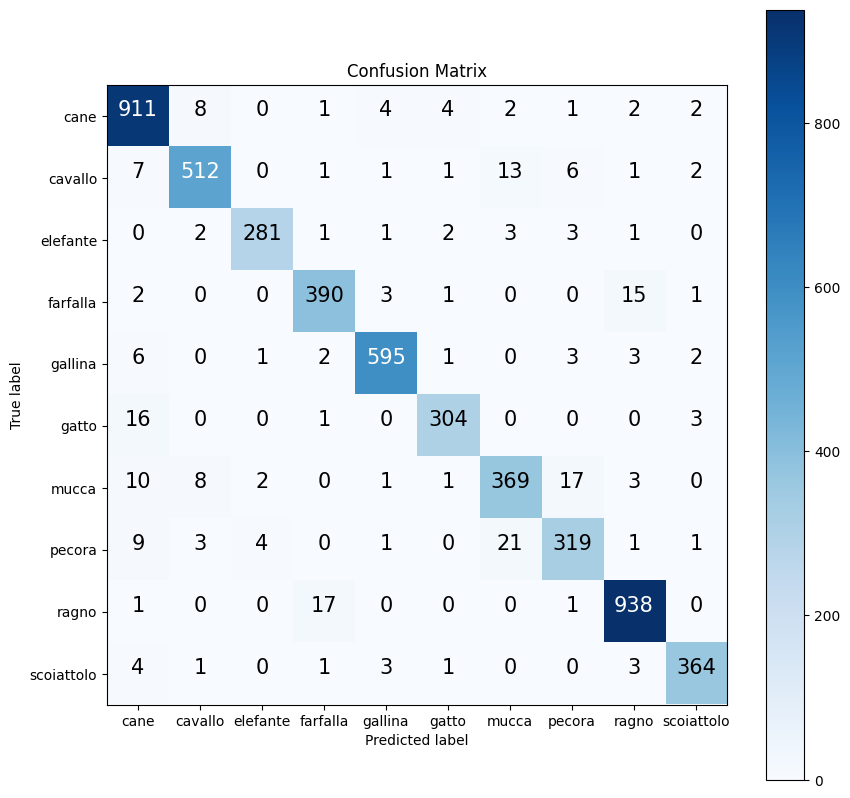 Confusion Matrix
cane 911 8 0 1 4 4 2 1 2 2
cavallo 7 512 0 1 1 1 13 6 1 2
elefante 0 2 281 1 1 2 3 3 1 0
farfalla 2 0 0 390 3 1 0 0 15 1
gallina 6 0 1 2 595 1 0 3 3 2
gatto 16 0 0 1 0 304 0 0 0 3
mucca 10 8 2 0 1 1 369 17 3 0
pecora 9 3 4 0 1 0 21 319 1 1
ragno 1 0 0 17 0 0 0 1 938 0
scoiattolo 4 1 0 1 3 1 0 0 3 364
cane cavallo elefante farfalla gallina gatto mucca pecora ragno scoiattolo
Predicted label
True label
800
600
400
200
0